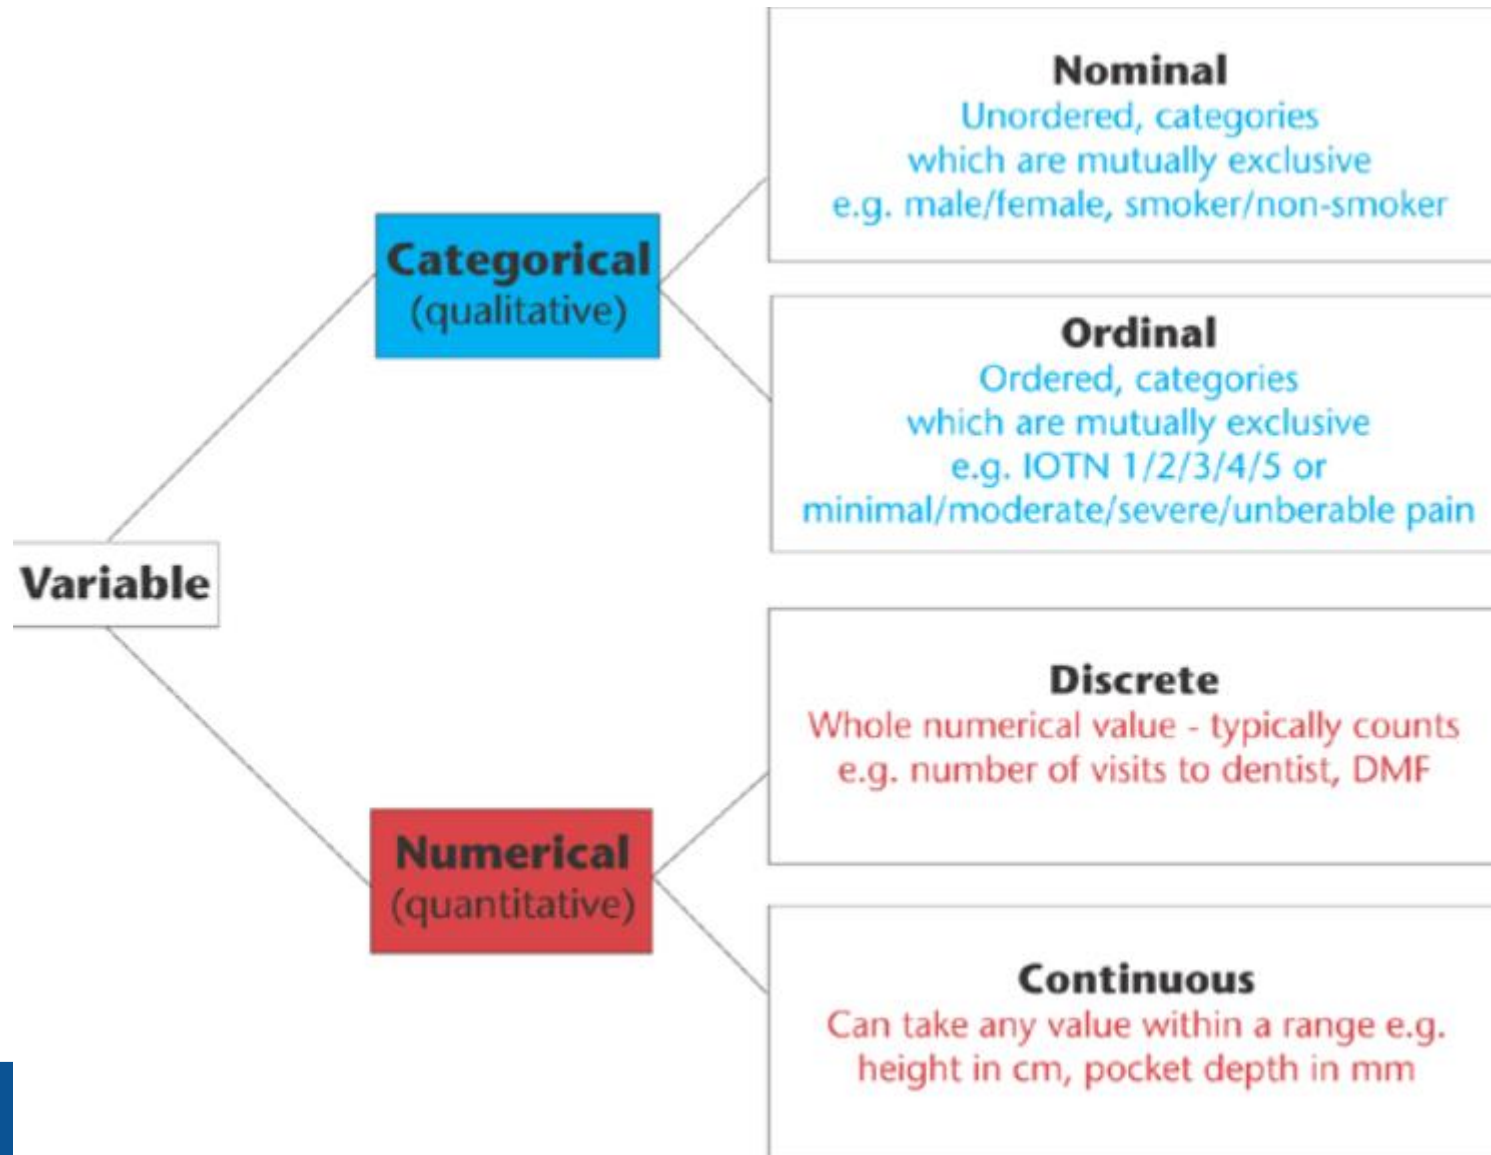 Nominal
Unordered, categories
which are mutually exclusive
e.g. male/female, smoker/non-smoker
Categorical
(qualitative)
Ordinal
Ordered, categories
which are mutually exclusive
e.g. IOTN 1/2/3/4/5 or
minimal/moderate/severe/unberable pain
Variable
Discrete
Whole numerical value - typically counts
e.g. number of visits to dentist, DMF
Numerical
(quantitative)
Continuous
Can take any value within a range e.g.
height in cm, pocket depth in mm